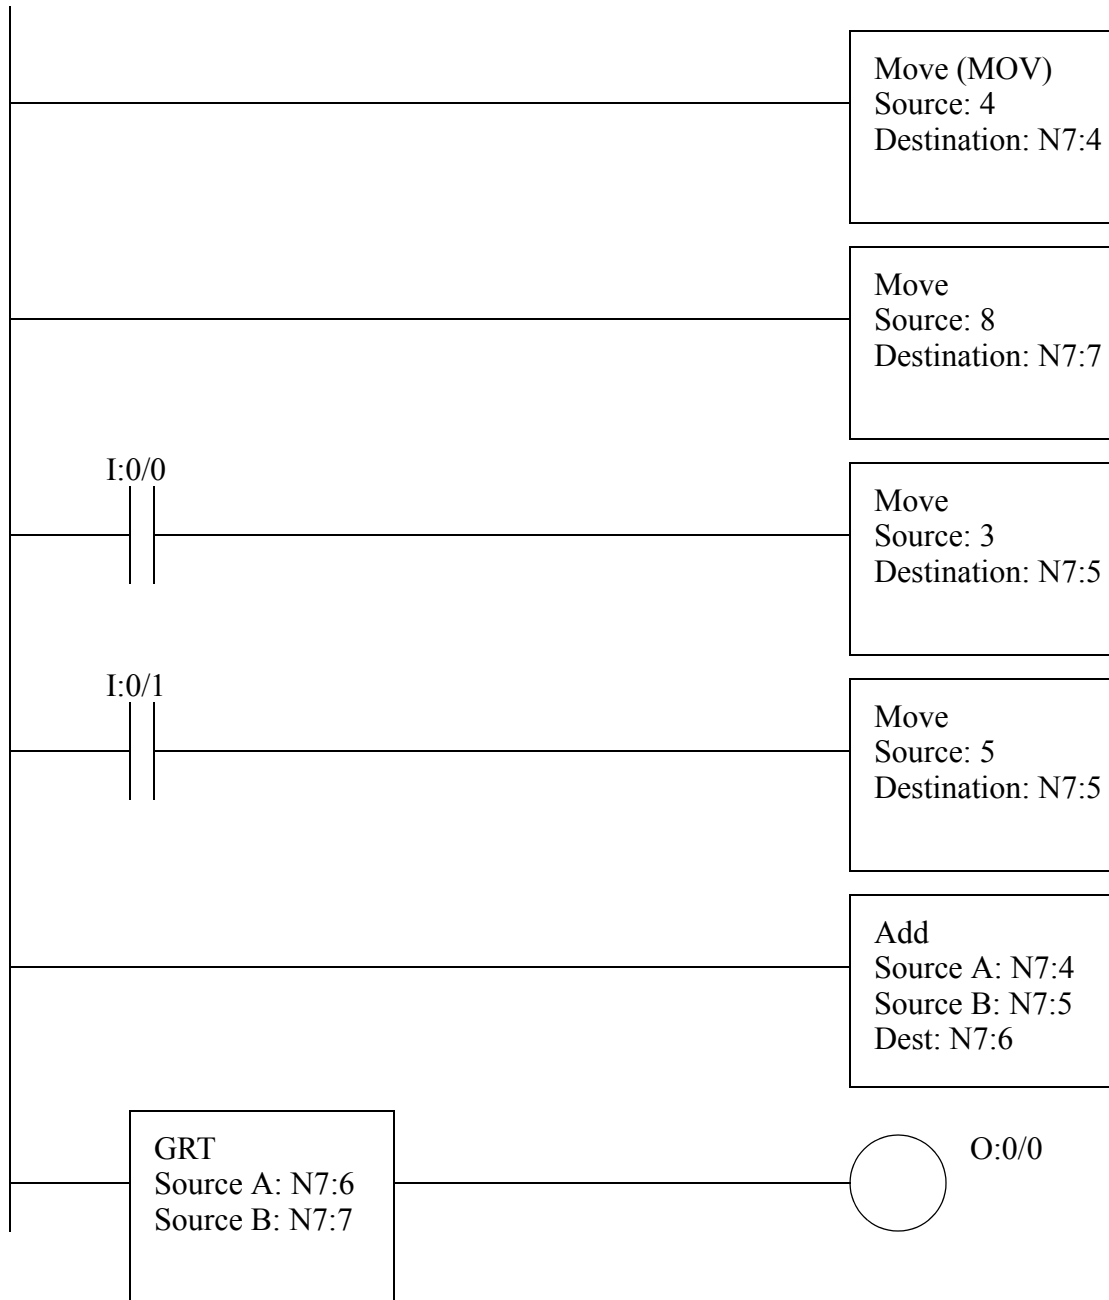 Move (MOV)
Source: 4
Destination: N7:4
Move
Source: 8
Destination: N7:7
I:0/0
Move
Source: 3
Destination: N7:5
I:0/1
Move
Source: 5
Destination: N7:5
Add
Source A: N7:4
Source B: N7:5
Dest: N7:6
GRT
Source A: N7:6
Source B: N7:7
O:0/0